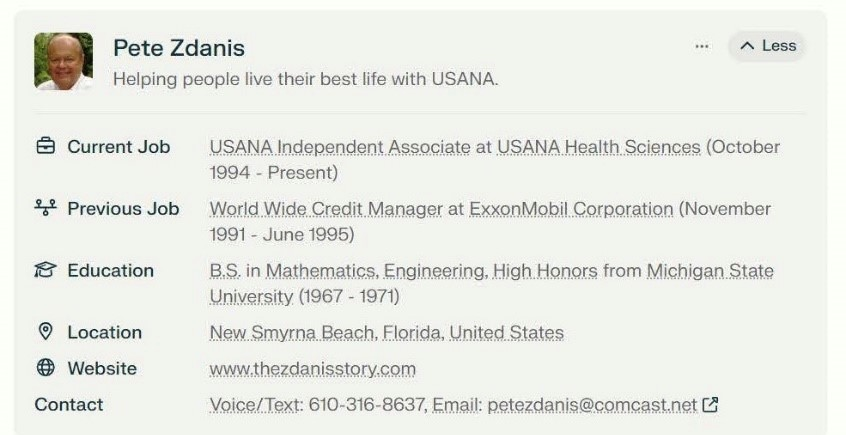 Pete Zdanis
... Less
Helping people live their best life with USANA.
Current Job USANA Independent Associate at USANA Health Sciences (October
1994 - Present)
Previous Job World Wide Credit Manager at ExxonMobil Corporation (November
1991 - June 1995)
Education B.S. in Mathematics, Engineering, High Honors from Michigan State
University (1967 - 1971)
Location New Smyrna Beach, Florida, United States
Website www.thezdanisstory.com
Contact Voice/Text: 610-316-8637, Email: petezdanis@comcast.net